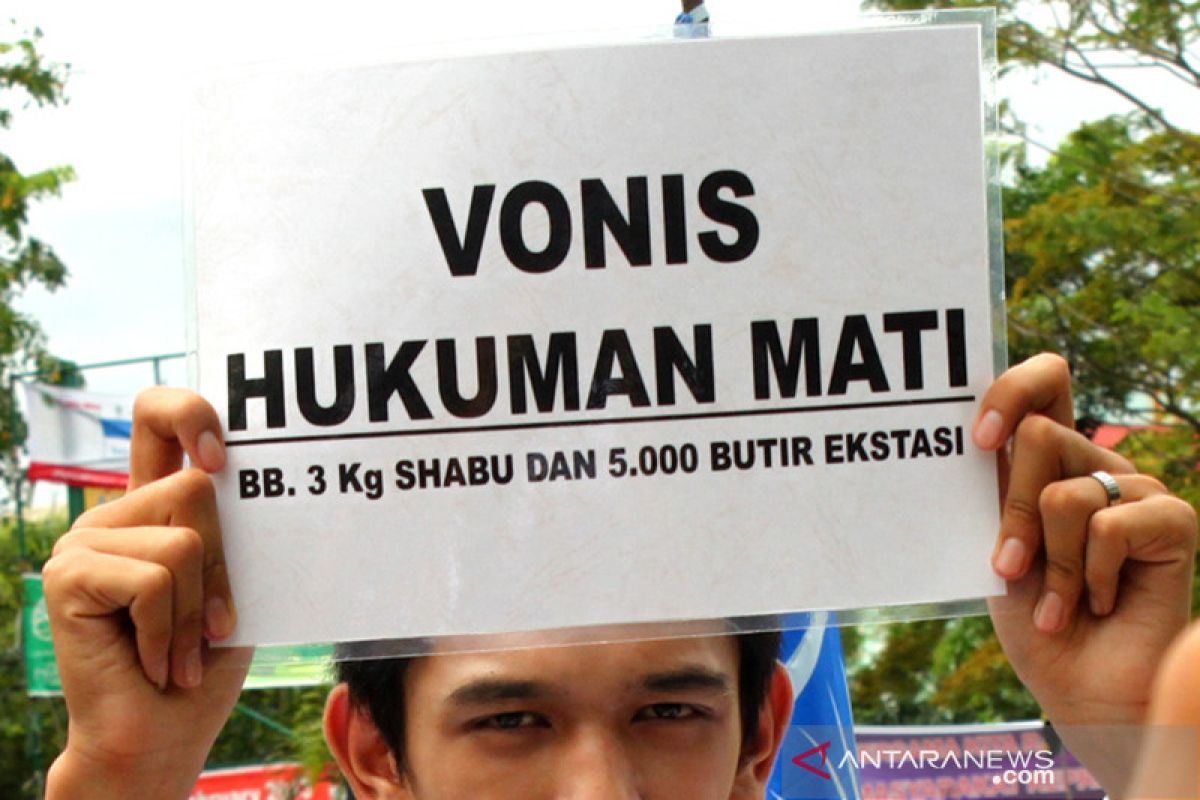 VONIS
HUKUMAN MATI
BB. 3 Kg SHABU DAN 5.000 BUTIR EKSTASI
ANTARANEWS
.com